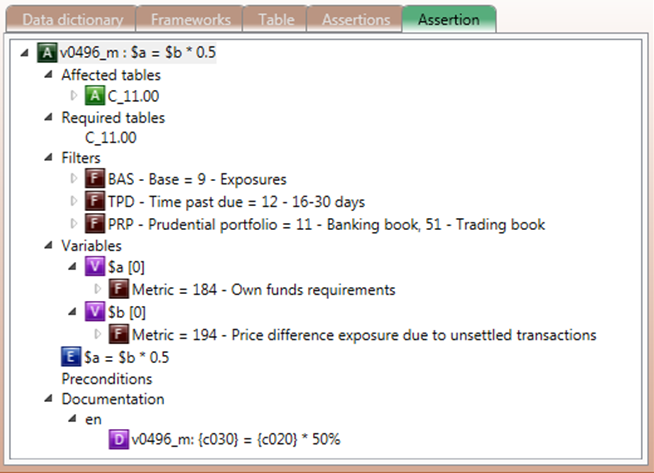 Data dictionary Frameworks Table Assertions Assertion
A v0496_m : $a = $b * 0.5
Affected tables
A C_11.00
Required tables
C_11.00
Filters
F BAS - Base = 9 - Exposures
F TPD - Time past due = 12 - 16-30 days
F PRP - Prudential portfolio = 11 - Banking book, 51 - Trading book
Variables
V $a [0]
F Metric = 184 - Own funds requirements
V $b [0]
F Metric = 194 - Price difference exposure due to unsettled transactions
E $a = $b * 0.5
Preconditions
Documentation
en
D v0496_m: {c030} = {c020} * 50%